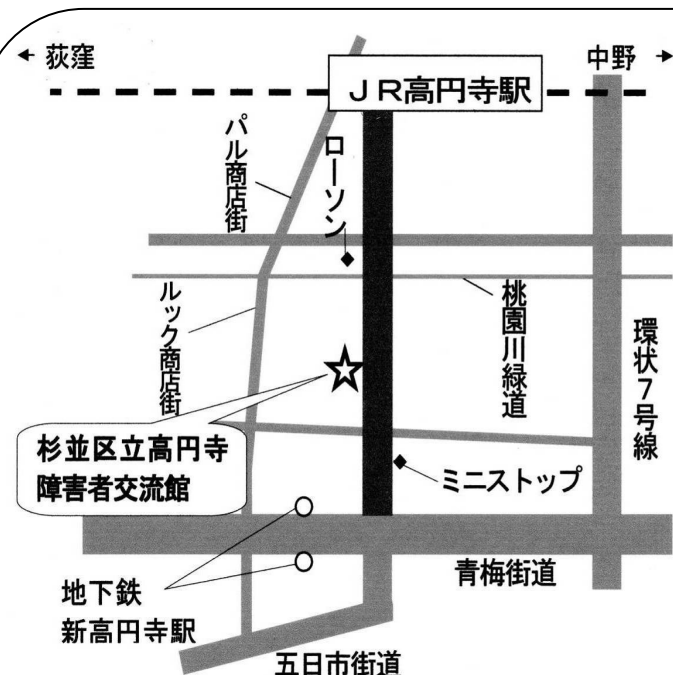 荻窪
中野
ＪＲ高円寺駅
パル商店街
ローソン
ルック商店街
桃園川緑道
環状７号線
杉並区立高円寺
障害者交流館
ミニストップ
青梅街道
地下鉄
新高円寺駅
五日市街道